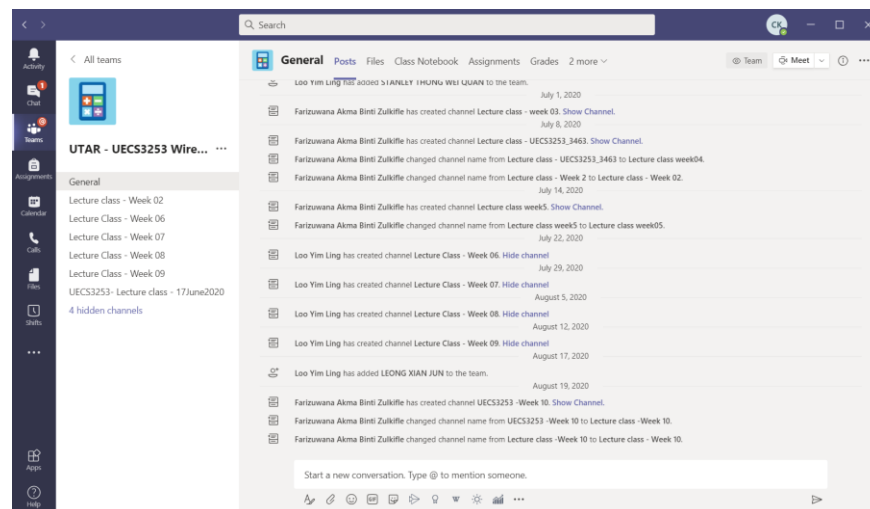 Search
CK
Activity
Chat
Teams
Assignments
Calendar
Calls
Files
Shifts
Apps
Help
All teams
UTAR - UECS3253 Wire... ...
General
Lecture class - Week 02
Lecture Class - Week 06
Lecture Class - Week 07
Lecture Class - Week 08
Lecture Class - Week 09
UECS3253- Lecture class - 17June2020
4 hidden channels
General Posts Files Class Notebook Assignments Grades 2 more
Team Meet
Loo Yim Ling has added STANLEY THONG WEI QUAN to the team.
July 1, 2020
Farizuwana Akma Binti Zulkifle has created channel Lecture class - week 03. Show Channel.
July 8, 2020
Farizuwana Akma Binti Zulkifle has created channel Lecture class - UECS3253_3463. Show Channel.
Farizuwana Akma Binti Zulkifle changed channel name from Lecture class - UECS3253_3463 to Lecture class week04.
Farizuwana Akma Binti Zulkifle changed channel name from Lecture class - Week 2 to Lecture class - Week 02.
July 14, 2020
Farizuwana Akma Binti Zulkifle has created channel Lecture class week5. Show Channel.
Farizuwana Akma Binti Zulkifle changed channel name from Lecture class week5 to Lecture class week05.
July 22, 2020
Loo Yim Ling has created channel Lecture Class - Week 06. Hide channel
July 29, 2020
Loo Yim Ling has created channel Lecture Class - Week 07. Hide channel
August 5, 2020
Loo Yim Ling has created channel Lecture Class - Week 08. Hide channel
August 12, 2020
Loo Yim Ling has created channel Lecture Class - Week 09. Hide channel
August 17, 2020
Loo Yim Ling has added LEONG XIAN JUN to the team.
August 19, 2020
Farizuwana Akma Binti Zulkifle has created channel UECS3253 -Week 10. Show Channel.
Farizuwana Akma Binti Zulkifle changed channel name from UECS3253 -Week 10 to Lecture class -Week 10.
Farizuwana Akma Binti Zulkifle changed channel name from Lecture class -Week 10 to Lecture class - Week 10.
Start a new conversation. Type @ to mention someone.